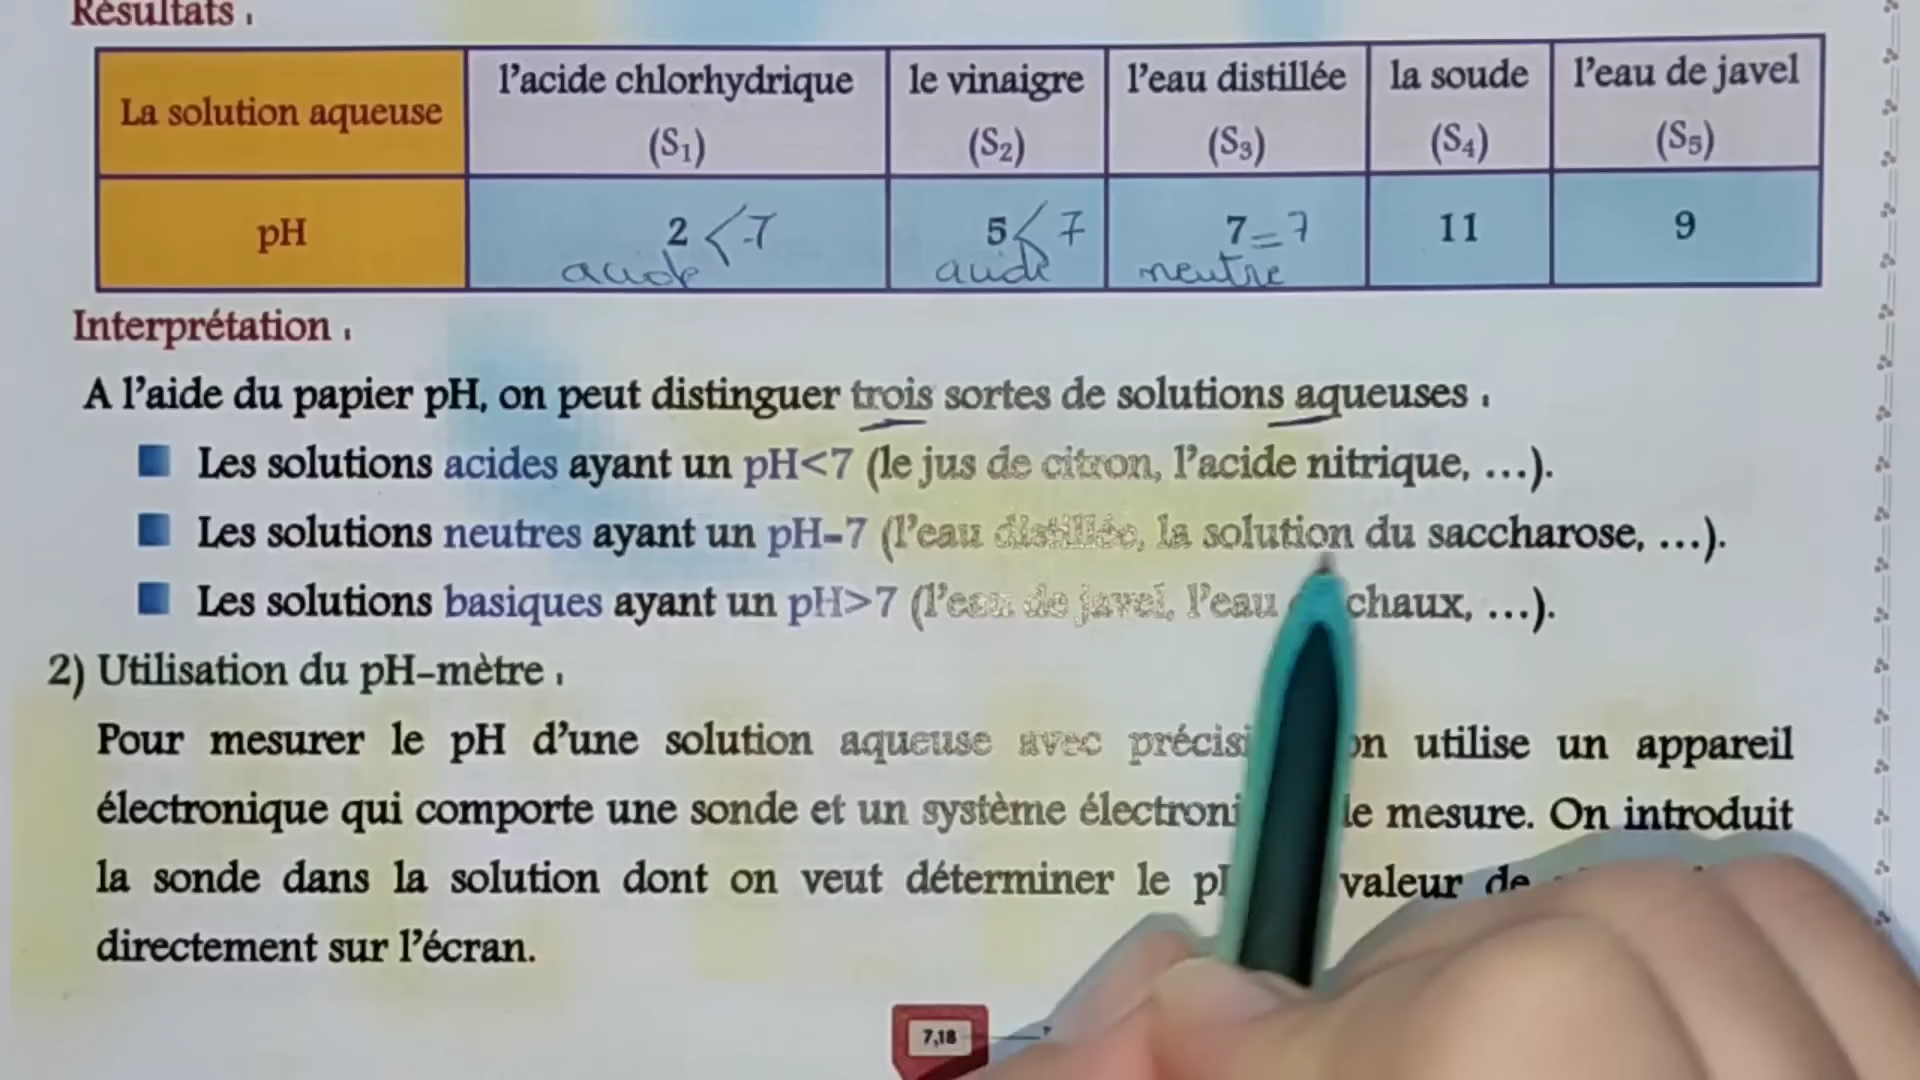 Résultats :
La solution aqueuse
l'acide chlorhydrique (S₁)
le vinaigre (S₂)
l'eau distillée (S₃)
la soude (S₄)
l'eau de javel (S₅)
pH
2 < 7
acide
5 < 7
acide
7 = 7
neutre
11
9
Interprétation :
A l'aide du papier pH, on peut distinguer trois sortes de solutions aqueuses :
Les solutions acides ayant un pH<7 (le jus de citron, l'acide nitrique, ...).
Les solutions neutres ayant un pH=7 (l'eau distillée, la solution du saccharose, ...).
Les solutions basiques ayant un pH>7 (l'eau de javel, l'eau chaux, ...).
2) Utilisation du pH-mètre :
Pour mesurer le pH d'une solution aqueuse avec on utilise un appareil
électronique qui comporte une sonde et un système mesure. On introduit
la sonde dans la solution dont on veut déterminer le valeur de
directement sur l'écran.
7,18